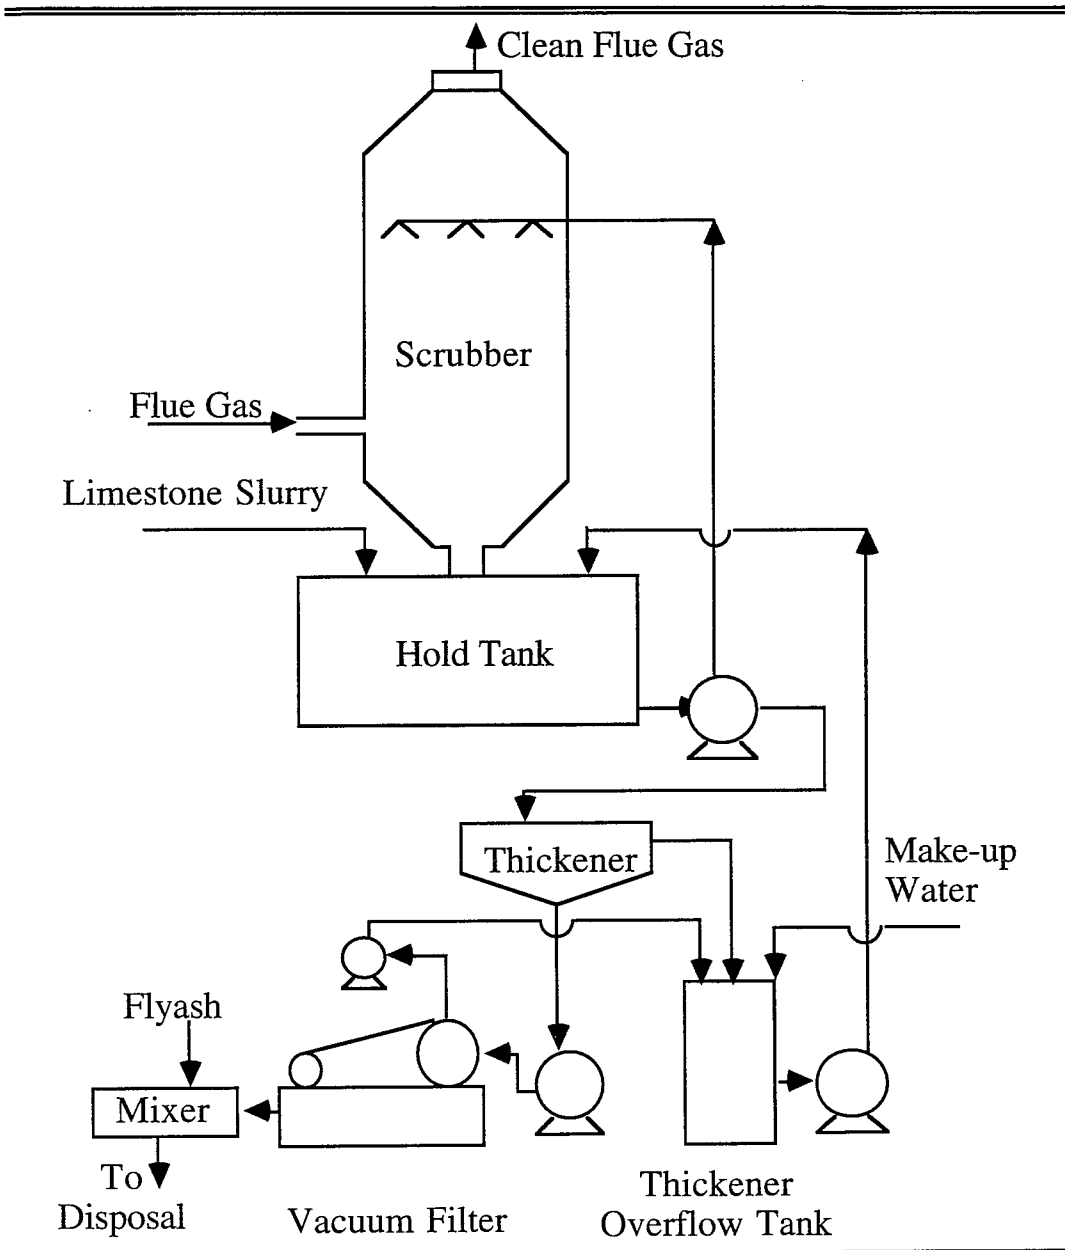 Clean Flue Gas
Scrubber
Flue Gas
Limestone Slurry
Hold Tank
Thickener
Make-up
Water
Flyash
Mixer
To
Disposal
Vacuum Filter
Thickener
Overflow Tank